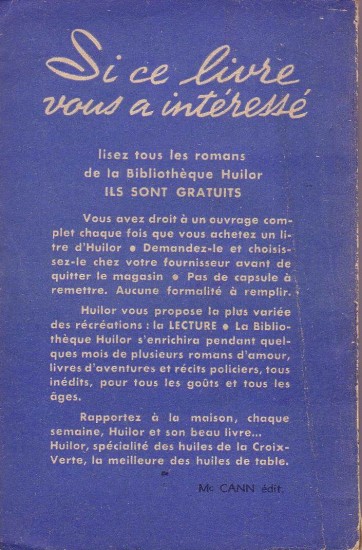 Si ce livre
vous a intéressé
lisez tous les romans
de la Bibliothèque Huilor
ILS SONT GRATUITS
Vous avez droit à un ouvrage com-
plet chaque fois que vous achetez un li-
tre d'Huilor ● Demandez-le et choisis-
sez-le chez votre fournisseur avant de
quitter le magasin ● Pas de capsule à
remettre. Aucune formalité à remplir.
Huilor vous propose la plus variée
des récréations : la LECTURE ● La Biblio-
thèque Huilor s'enrichira pendant quel-
ques mois de plusieurs romans d'amour,
livres d'aventures et récits policiers, tous
inédits, pour tous les goûts et tous les
âges.
Rapportez à la maison, chaque
semaine, Huilor et son beau livre...
Huilor, spécialité des huiles de la Croix-
Verte, la meilleure des huiles de table.
Mc CANN édit.